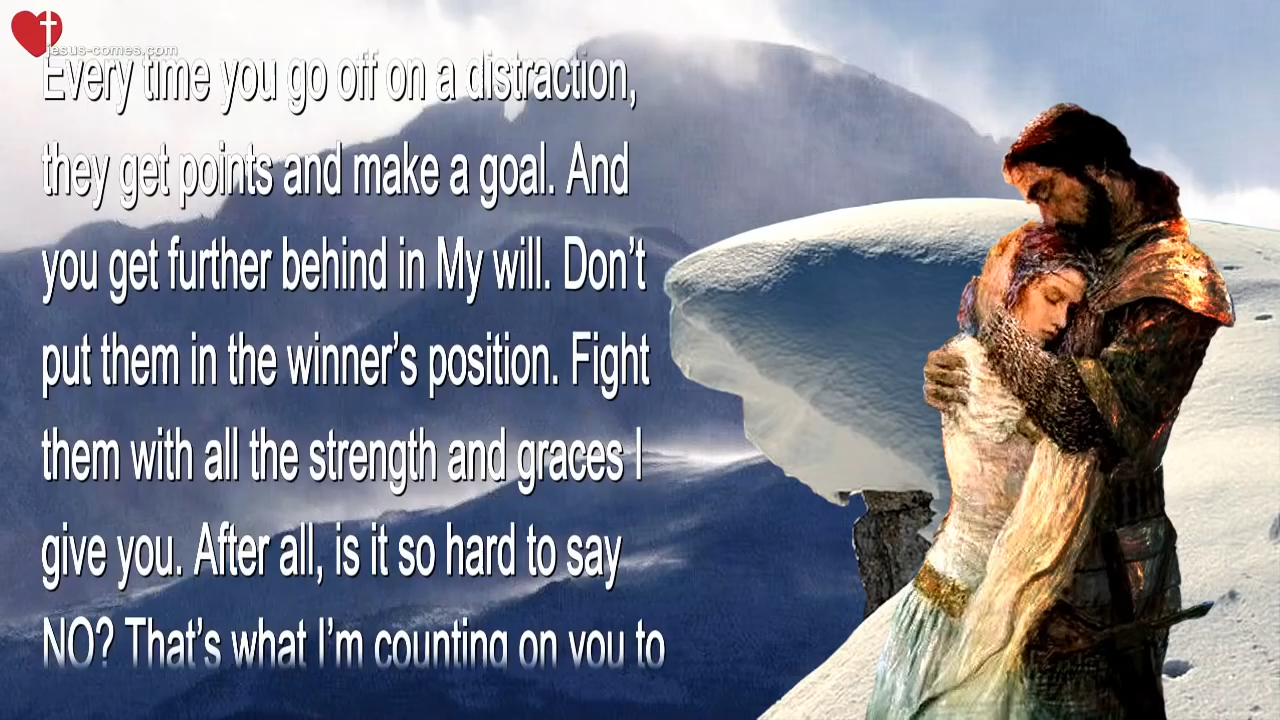 jesus-comes.com
Every time you go off on a distraction,
they get points and make a goal. And
you get further behind in My will. Don’t
put them in the winner’s position. Fight
them with all the strength and graces I
give you. After all, is it so hard to say
NO? That’s what I’m counting on you to